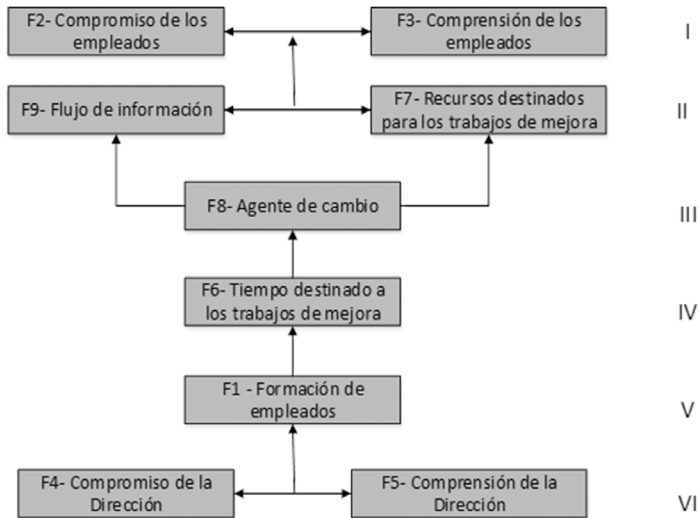 F2- Compromiso de los
empleados
F3- Comprensión de los
empleados
I
F9- Flujo de información
F7- Recursos destinados
para los trabajos de mejora
II
F8- Agente de cambio
III
F6- Tiempo destinado a
los trabajos de mejora
IV
F1 - Formación de
empleados
V
F4- Compromiso de la
Dirección
F5- Comprensión de la
Dirección
VI